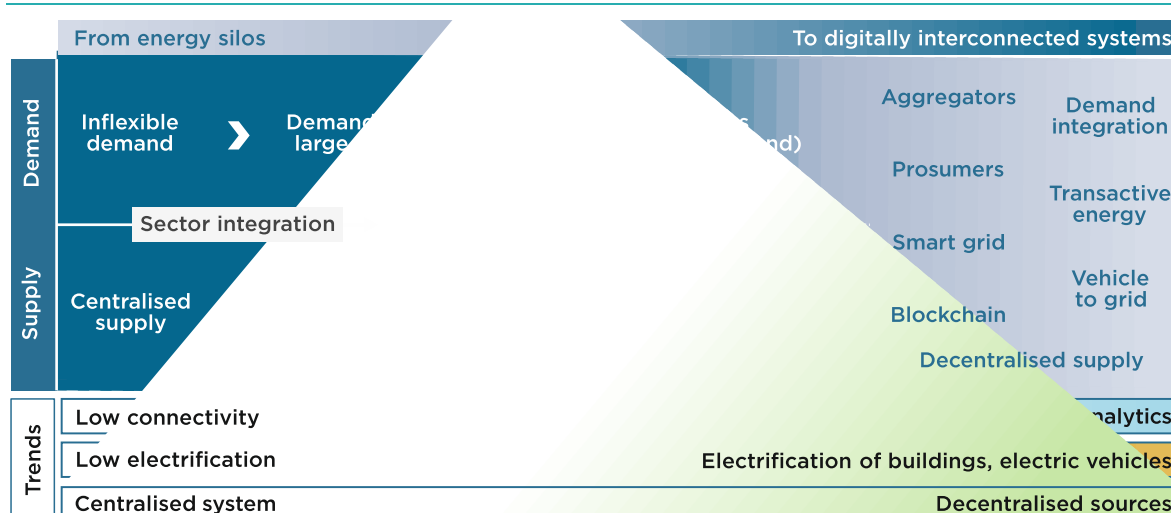 From energy silos
To digitally interconnected systems
Demand
Inflexible
demand
large
Aggregators
Demand
integration
Prosumers
Transactive
energy
Sector integration
Smart grid
Supply
Centralised
supply
Vehicle
to grid
Blockchain
Decentralised supply
Trends
Low connectivity
Low electrification
Electrification of buildings, electric vehicles
Centralised system
Decentralised sources